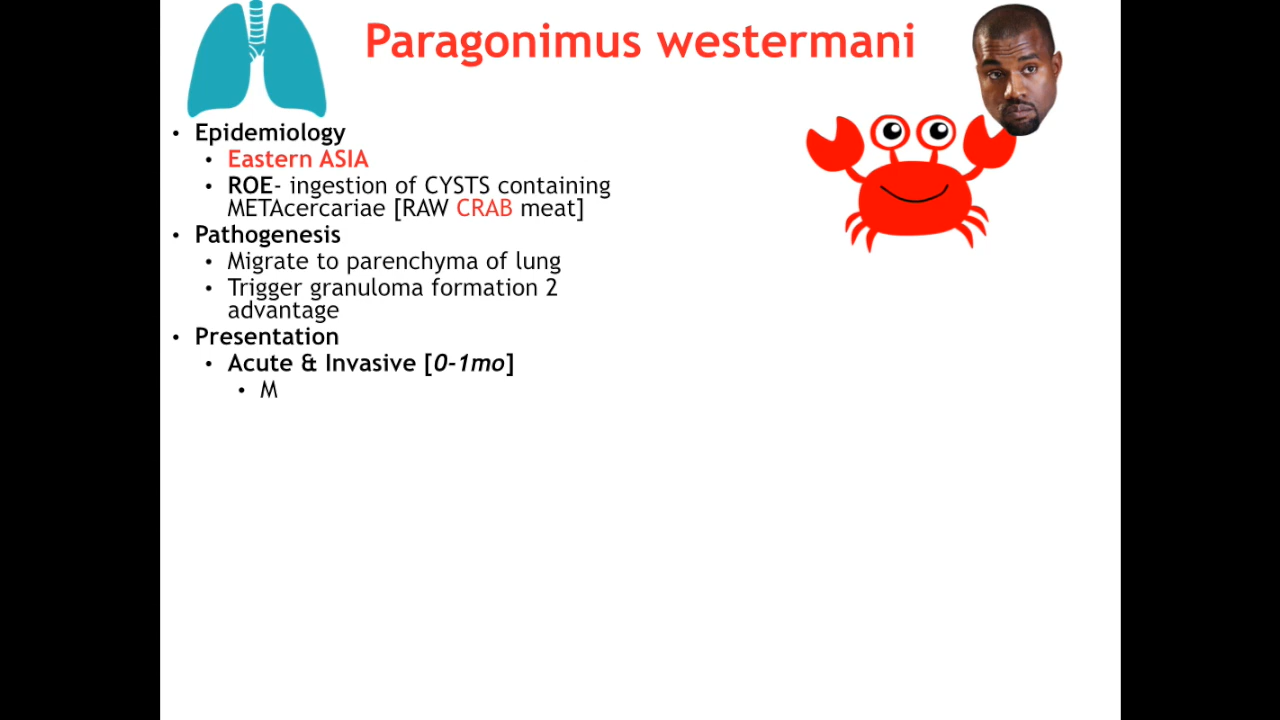 Paragonimus westermani
• Epidemiology
• Eastern ASIA
• ROE- ingestion of CYSTS containing
METAcercariae [RAW CRAB meat]
• Pathogenesis
• Migrate to parenchyma of lung
• Trigger granuloma formation 2
advantage
• Presentation
• Acute & Invasive [0-1mo]
• M